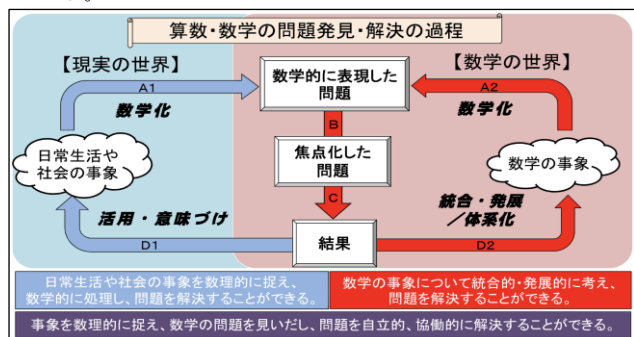 算数・数学の問題発見・解決の過程
【現実の世界】
【数学の世界】
A1
数学的に表現した
問題
A2
数学化
数学化
B
日常生活や
社会の事象
焦点化した
問題
数学の事象
C
活用・意味づけ
統合・発展
／体系化
結果
D1
D2
日常生活や社会の事象を数理的に捉え、
数学的に処理し、問題を解決することができる。
数学の事象について統合的・発展的に考え、
問題を解決することができる。
事象を数理的に捉え、数学の問題を見いだし、問題を自立的、協働的に解決することができる。